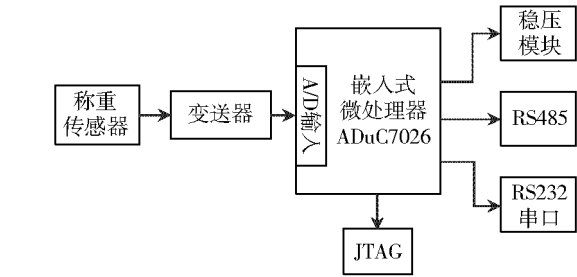 称重
传感器
变送器
A/D输入
嵌入式
微处理器
ADuC7026
稳压
模块
RS485
RS232
串口
JTAG